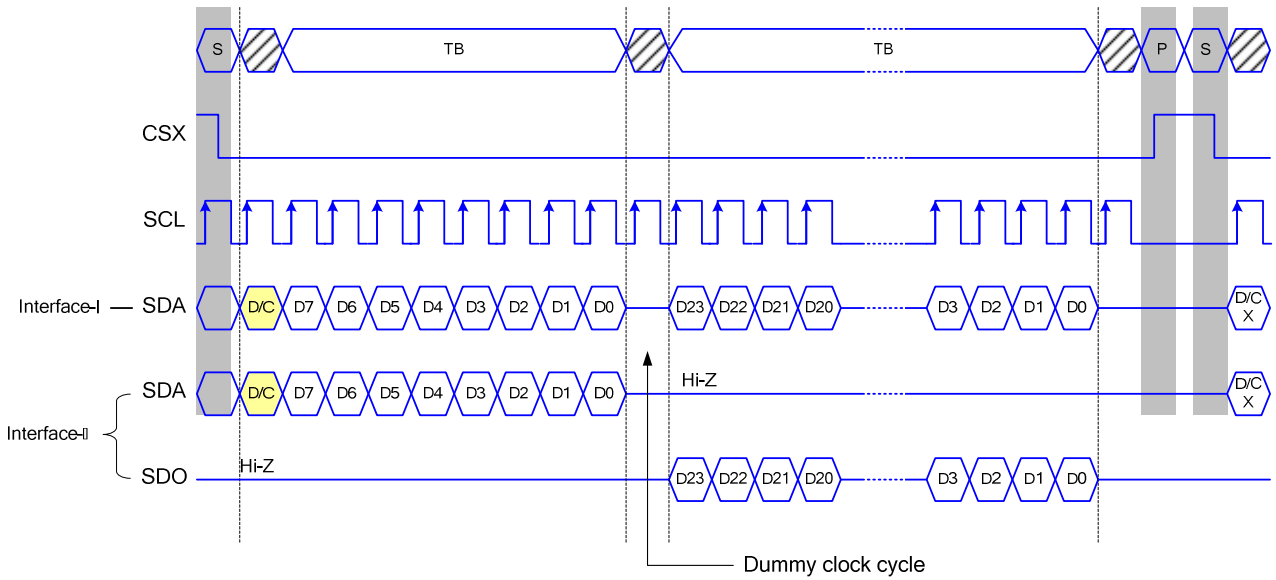 S TB TB P S
CSX
SCL
Interface-I SDA D/C D7 D6 D5 D4 D3 D2 D1 D0 D23 D22 D21 D20 D3 D2 D1 D0 D/C X
SDA D/C D7 D6 D5 D4 D3 D2 D1 D0 Hi-Z D/C X
Interface-▯
SDO Hi-Z D23 D22 D21 D20 D3 D2 D1 D0
Dummy clock cycle